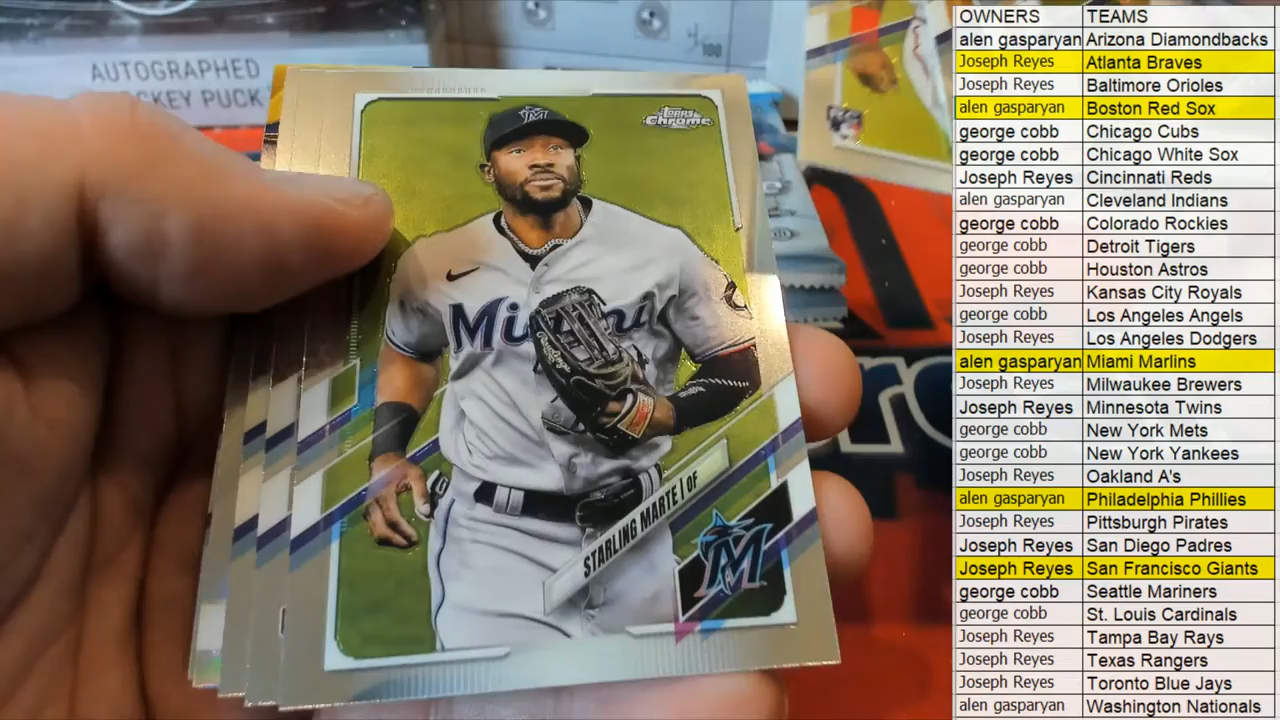 AUTOGRAPHED
HOCKEY PUCK
/100
TOPPS
Chrome
M
Miami
Rawlings
STARLING MARTE | OF
M
OWNERS TEAMS
alen gasparyan Arizona Diamondbacks
Joseph Reyes Atlanta Braves
Joseph Reyes Baltimore Orioles
alen gasparyan Boston Red Sox
george cobb Chicago Cubs
george cobb Chicago White Sox
Joseph Reyes Cincinnati Reds
alen gasparyan Cleveland Indians
george cobb Colorado Rockies
george cobb Detroit Tigers
george cobb Houston Astros
Joseph Reyes Kansas City Royals
george cobb Los Angeles Angels
Joseph Reyes Los Angeles Dodgers
alen gasparyan Miami Marlins
Joseph Reyes Milwaukee Brewers
Joseph Reyes Minnesota Twins
george cobb New York Mets
george cobb New York Yankees
Joseph Reyes Oakland A's
alen gasparyan Philadelphia Phillies
Joseph Reyes Pittsburgh Pirates
Joseph Reyes San Diego Padres
Joseph Reyes San Francisco Giants
george cobb Seattle Mariners
george cobb St. Louis Cardinals
Joseph Reyes Tampa Bay Rays
Joseph Reyes Texas Rangers
Joseph Reyes Toronto Blue Jays
alen gasparyan Washington Nationals